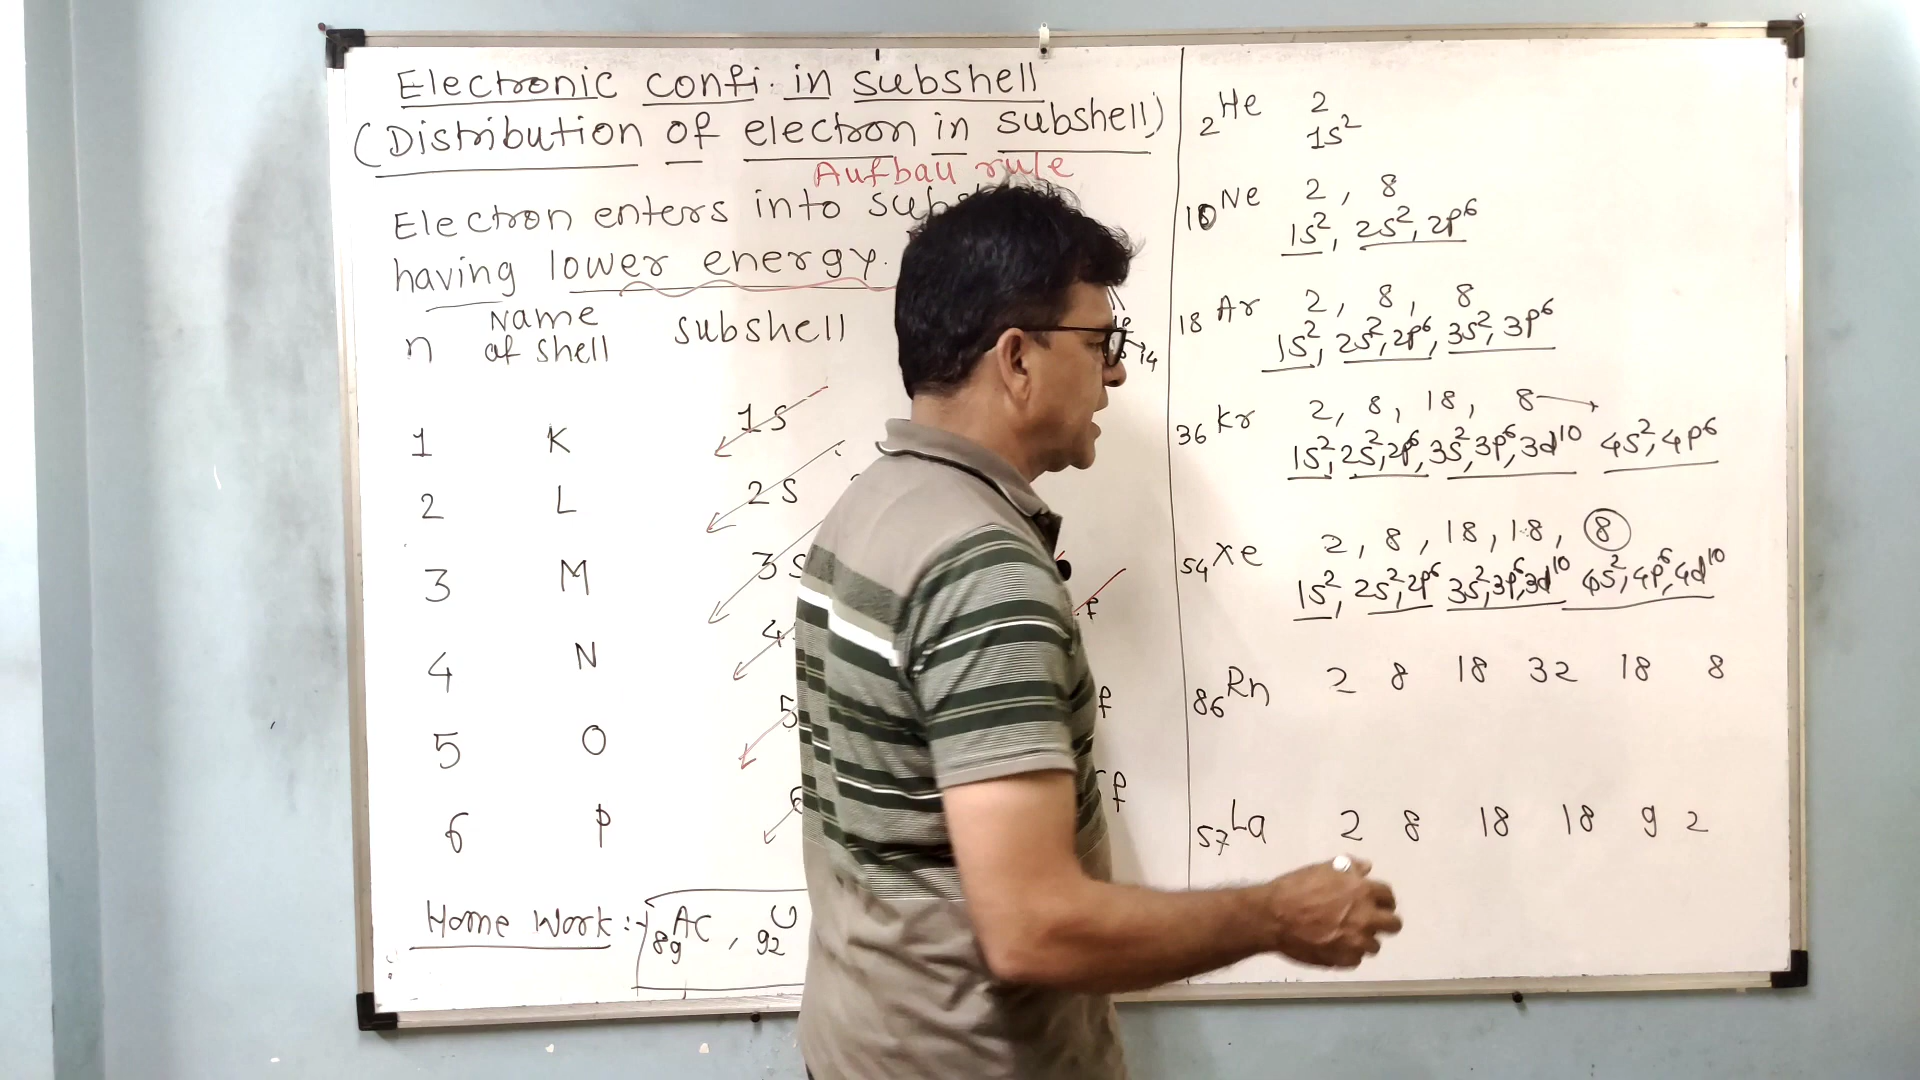 Electronic confi. in subshell
(Distribution of electron in subshell)
Aufbau rule
Electron enters into
having lower energy.
n Name of shell subshell
1 K 1s
2 L 2s
3 M 3s
4 N 4
5 O 5
6 P 6
f
f
f
14
Home Work :- 89AC, 92U
2He 2
1s²
10Ne 2, 8
1s², 2s², 2p⁶
18Ar 2, 8, 8
1s², 2s², 2p⁶, 3s², 3p⁶
36Kr 2, 8, 18, 8
1s², 2s², 2p⁶, 3s², 3p⁶, 3d¹⁰ 4s², 4p⁶
54Xe 2, 8, 18, 18, 8
1s², 2s², 2p⁶ 3s², 3p⁶, 3d¹⁰ 4s², 4p⁶, 4d¹⁰
86Rn 2 8 18 32 18 8
57La 2 8 18 18 9 2